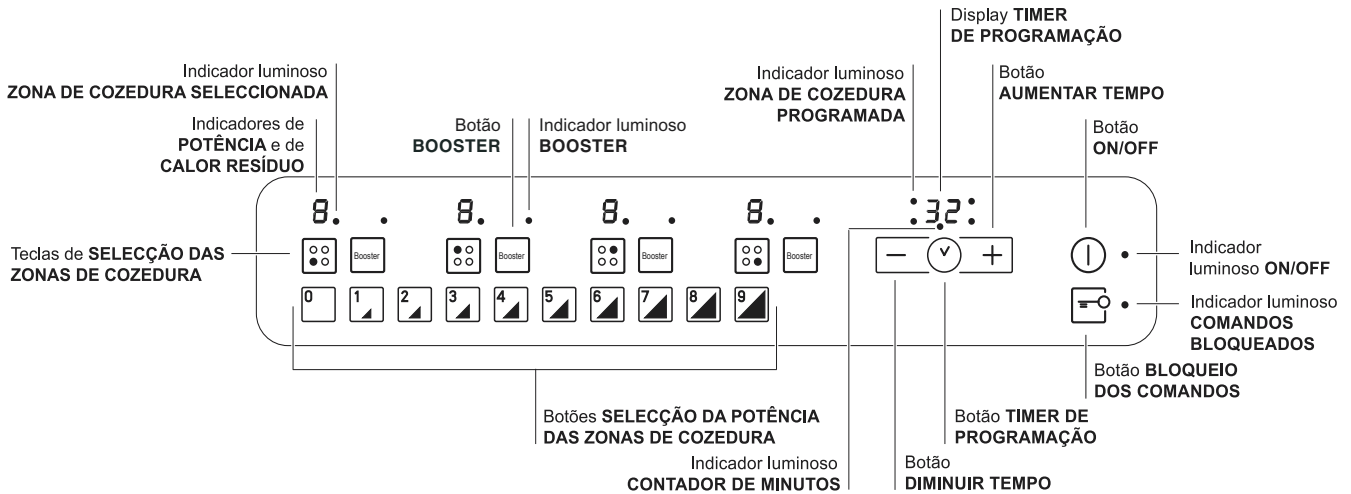 Display TIMER
DE PROGRAMAÇÃO
Indicador luminoso
ZONA DE COZEDURA SELECCIONADA
Indicador luminoso
ZONA DE COZEDURA
PROGRAMADA
Botão
AUMENTAR TEMPO
Indicadores de
POTÊNCIA e de
CALOR RESÍDUO
Botão
BOOSTER
Indicador luminoso
BOOSTER
Botão
ON/OFF
8. 8. 8. 8. 32
Teclas de SELECÇÃO DAS
ZONAS DE COZEDURA
Booster Booster Booster Booster
Indicador
luminoso ON/OFF
0 1 2 3 4 5 6 7 8 9
Indicador luminoso
COMANDOS
BLOQUEADOS
Botão BLOQUEIO
DOS COMANDOS
Botões SELECÇÃO DA POTÊNCIA
DAS ZONAS DE COZEDURA
Botão TIMER DE
PROGRAMAÇÃO
Indicador luminoso
CONTADOR DE MINUTOS
Botão
DIMINUIR TEMPO